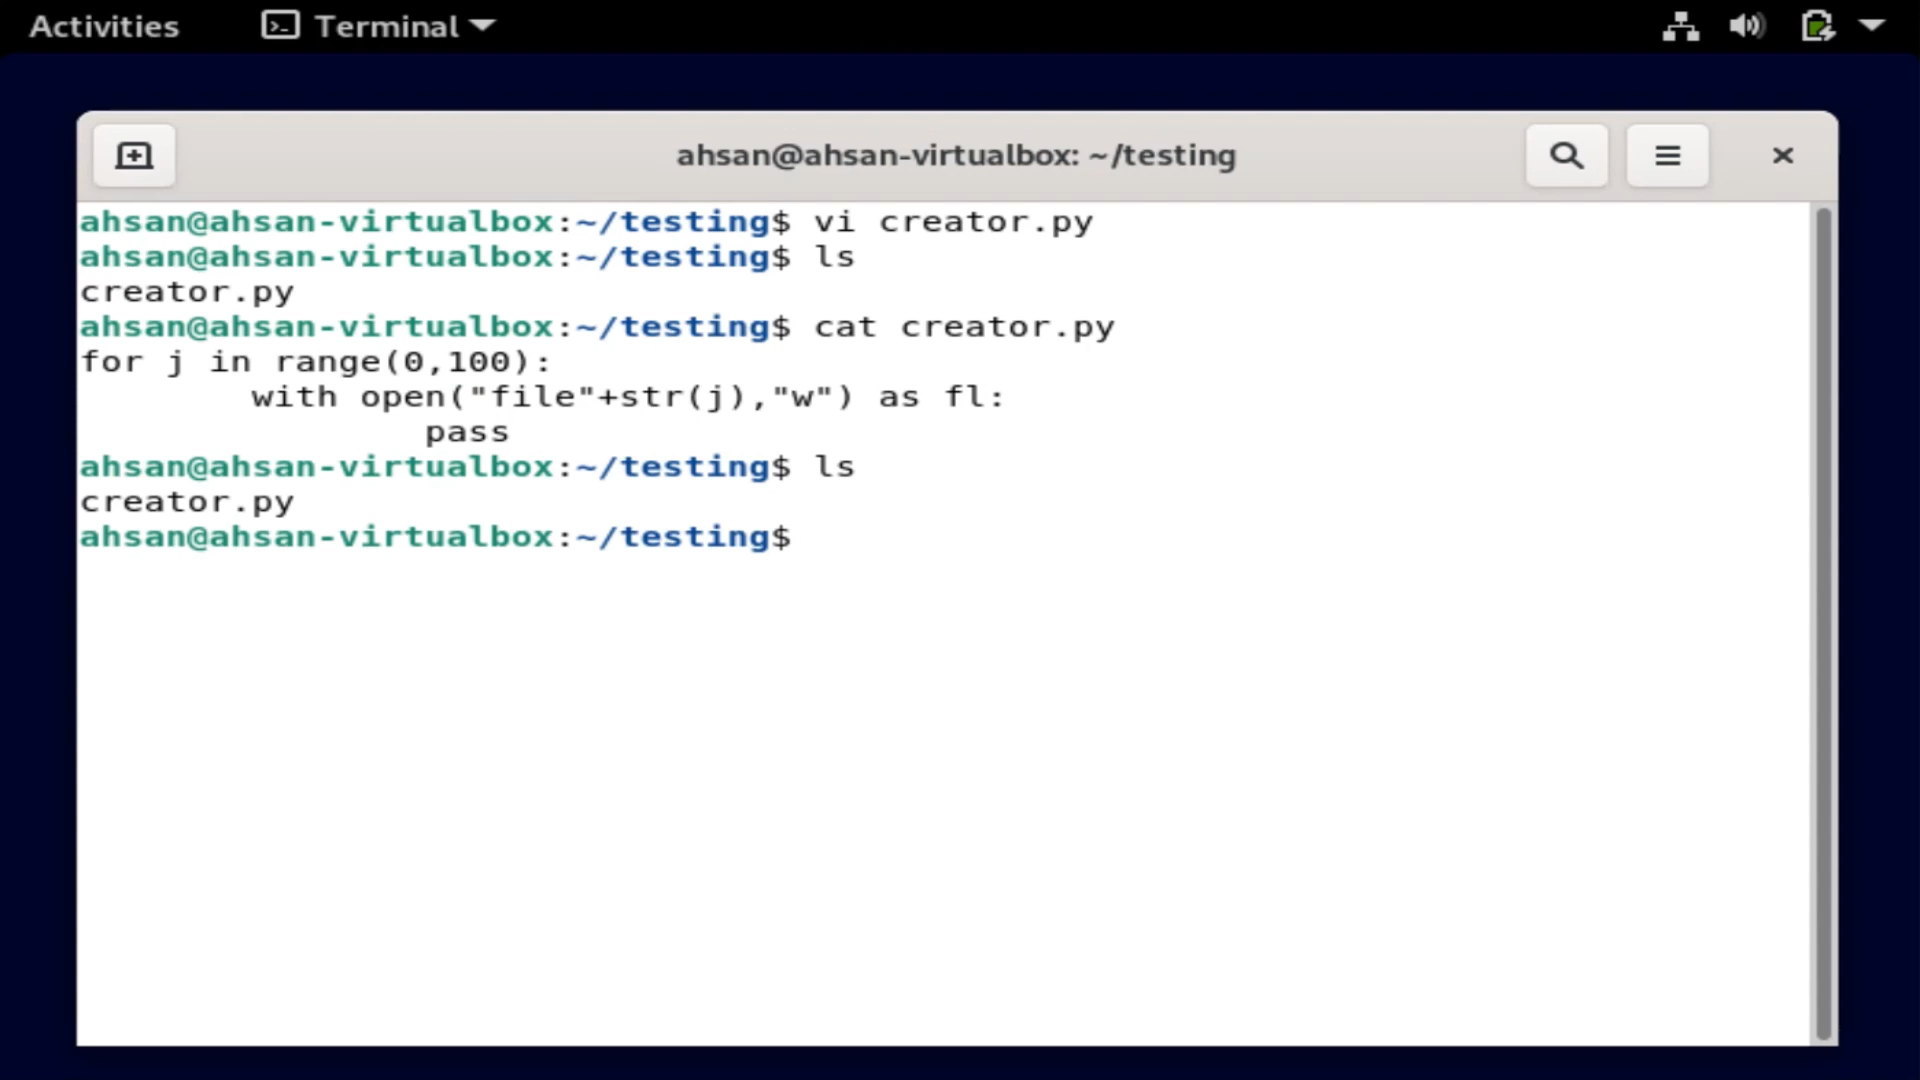 Activities Terminal
ahsan@ahsan-virtualbox: ~/testing
ahsan@ahsan-virtualbox:~/testing$ vi creator.py
ahsan@ahsan-virtualbox:~/testing$ ls
creator.py
ahsan@ahsan-virtualbox:~/testing$ cat creator.py
for j in range(0,100):
        with open("file"+str(j),"w") as fl:
                pass
ahsan@ahsan-virtualbox:~/testing$ ls
creator.py
ahsan@ahsan-virtualbox:~/testing$